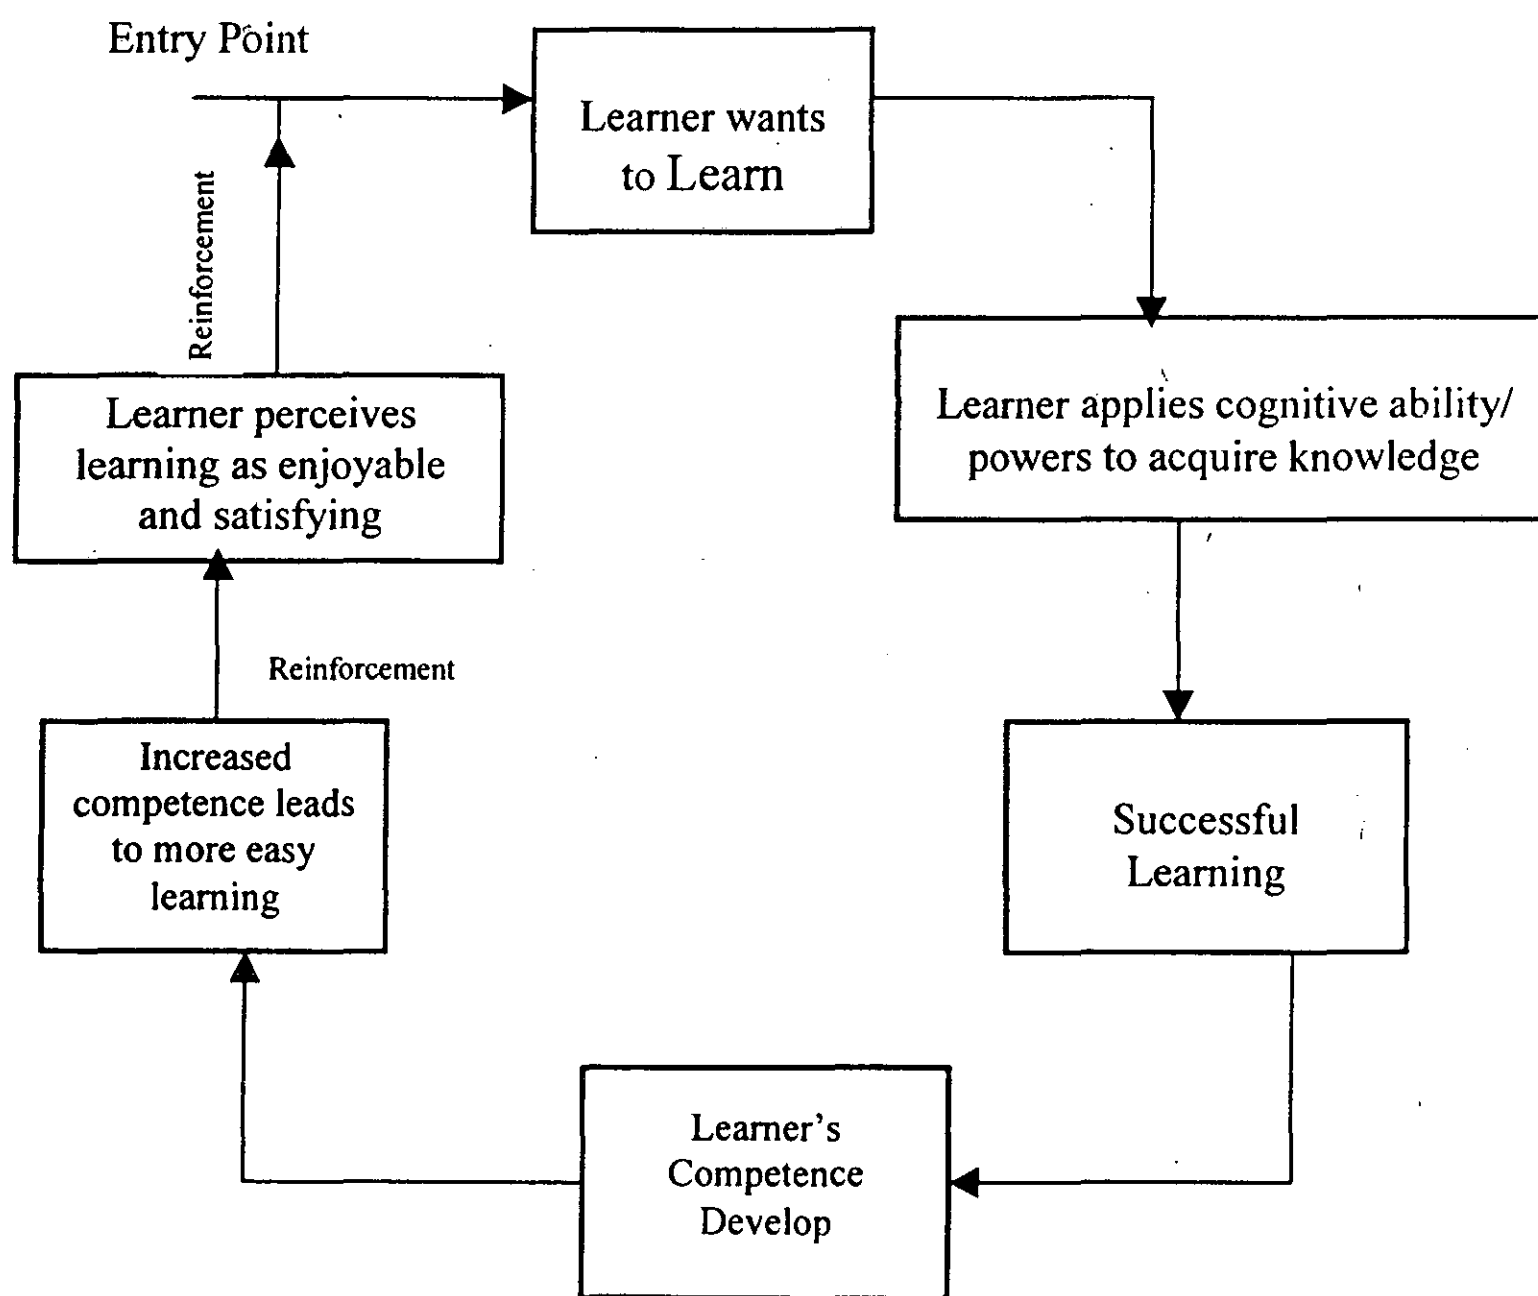 Entry Point
Learner wants
to Learn
Learner applies cognitive ability/
powers to acquire knowledge
Successful
Learning
Learner's
Competence
Develop
Increased
competence leads
to more easy
learning
Reinforcement
Learner perceives
learning as enjoyable
and satisfying
Reinforcement